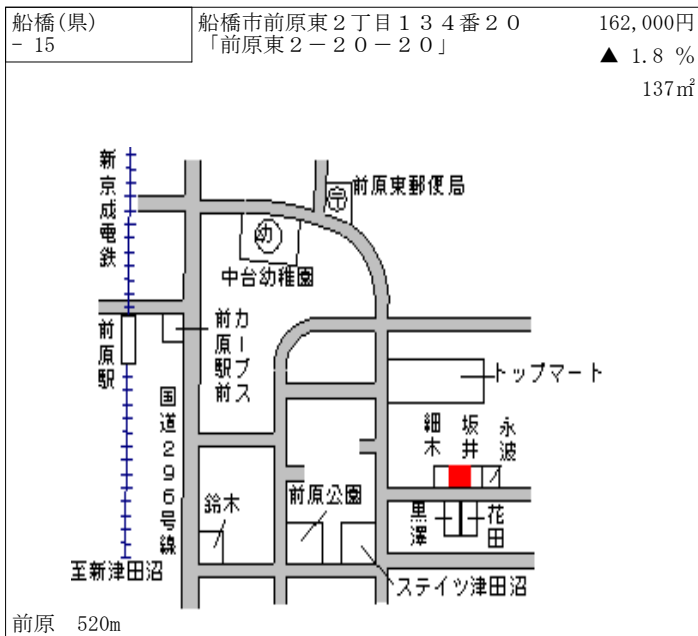 船橋(県)
- 15
船橋市前原東２丁目１３４番２０
「前原東２－２０－２０」
162,000円
▲ 1.8 %
137㎡
新京成電鉄
前原東郵便局
幼
中台幼稚園
前原駅
カーブス
前原駅前
国道２９６号線
トップマート
細木
坂井
永波
鈴木
前原公園
黒澤
花田
至新津田沼
ステイツ津田沼
前原　520m